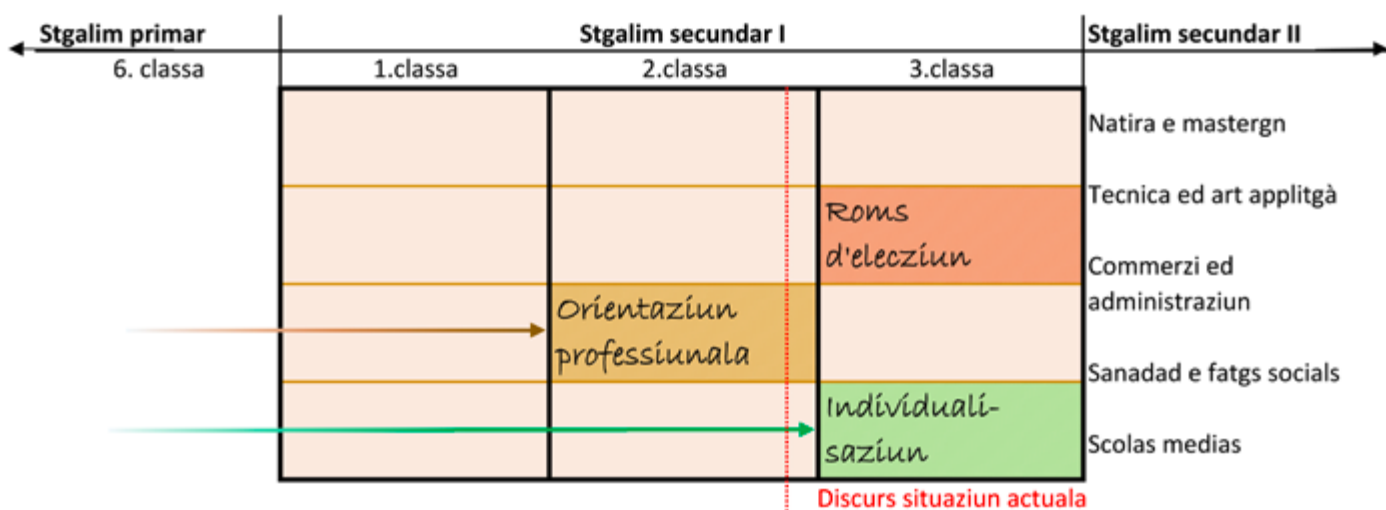 Stgalim primar
Stgalim secundar I
Stgalim secundar II
6. classa
1.classa
2.classa
3.classa
Natira e mastergn
Tecnica ed art applitgà
Roms
d'elecziun
Commerzi ed
administraziun
Orientaziun
professiunala
Sanadad e fatgs socials
Individuali-
saziun
Scolas medias
Discurs situaziun actuala